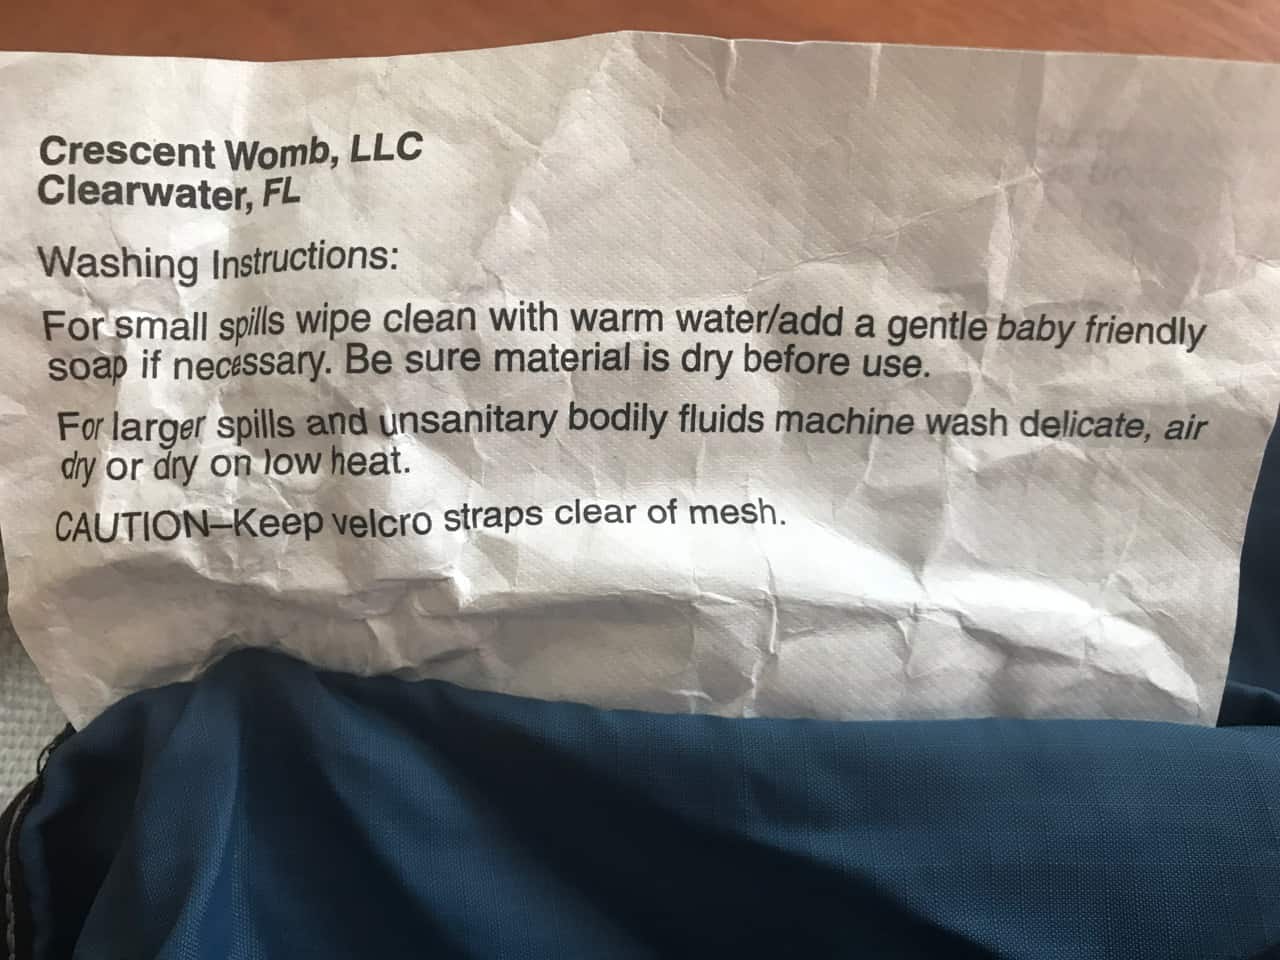 Crescent Womb, LLC
Clearwater, FL
Washing Instructions:
For small spills wipe clean with warm water/add a gentle baby friendly
soap if necessary. Be sure material is dry before use.
For larger spills and unsanitary bodily fluids machine wash delicate, air
dry or dry on low heat.
CAUTION–Keep velcro straps clear of mesh.